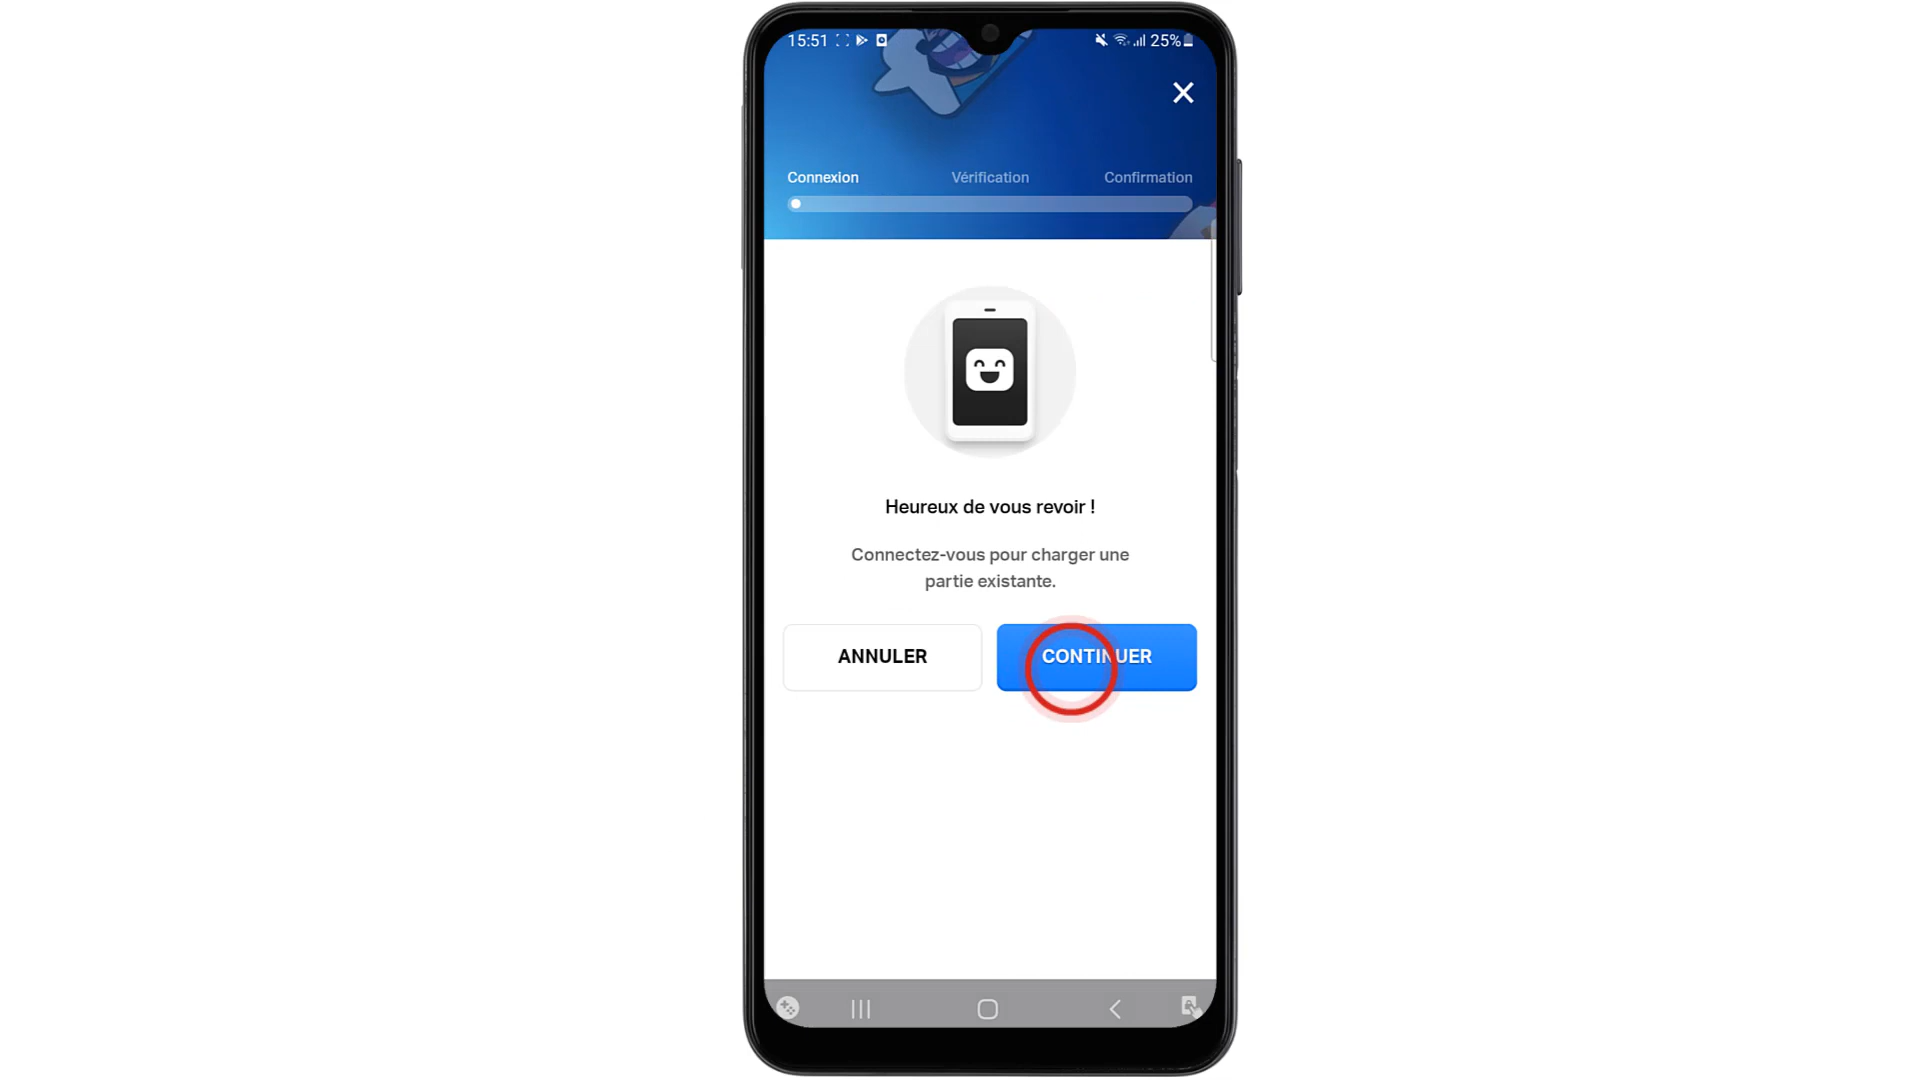 15:51
25%
Connexion
Vérification
Confirmation
Heureux de vous revoir !
Connectez-vous pour charger une
partie existante.
ANNULER
CONTINUER